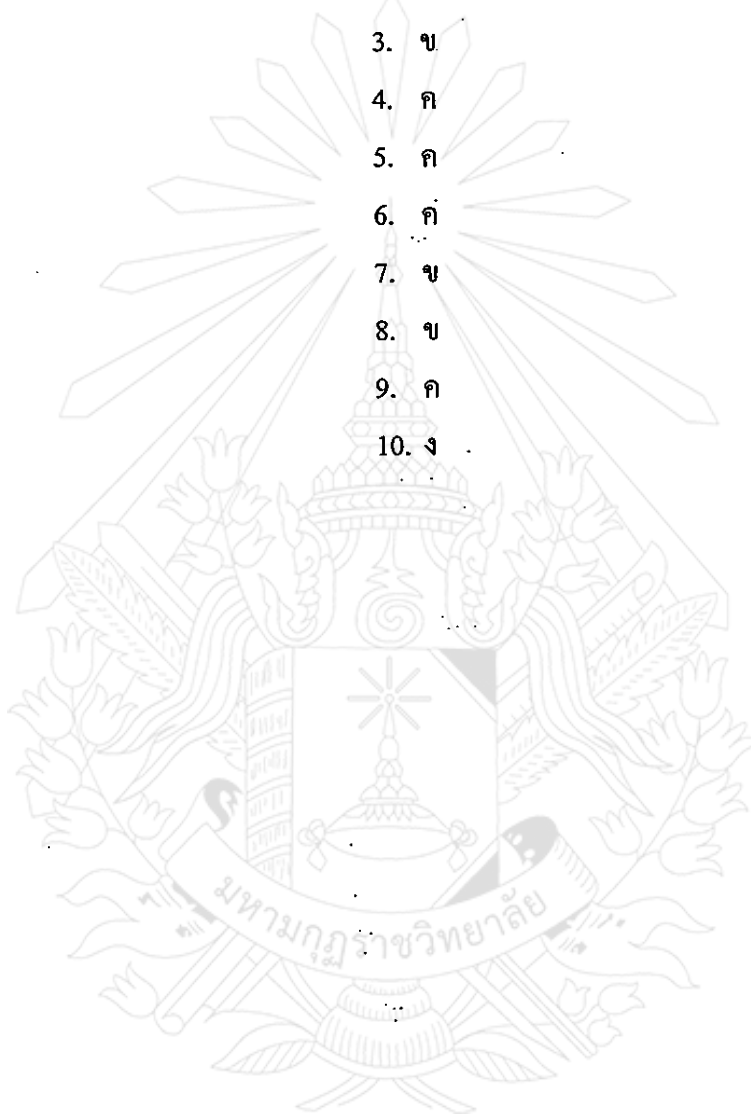 3. ข
4. ค
5. ค
6. ค
7. ข
8. ข
9. ค
10. ง
มหามกุฏราชวิทยาลัย